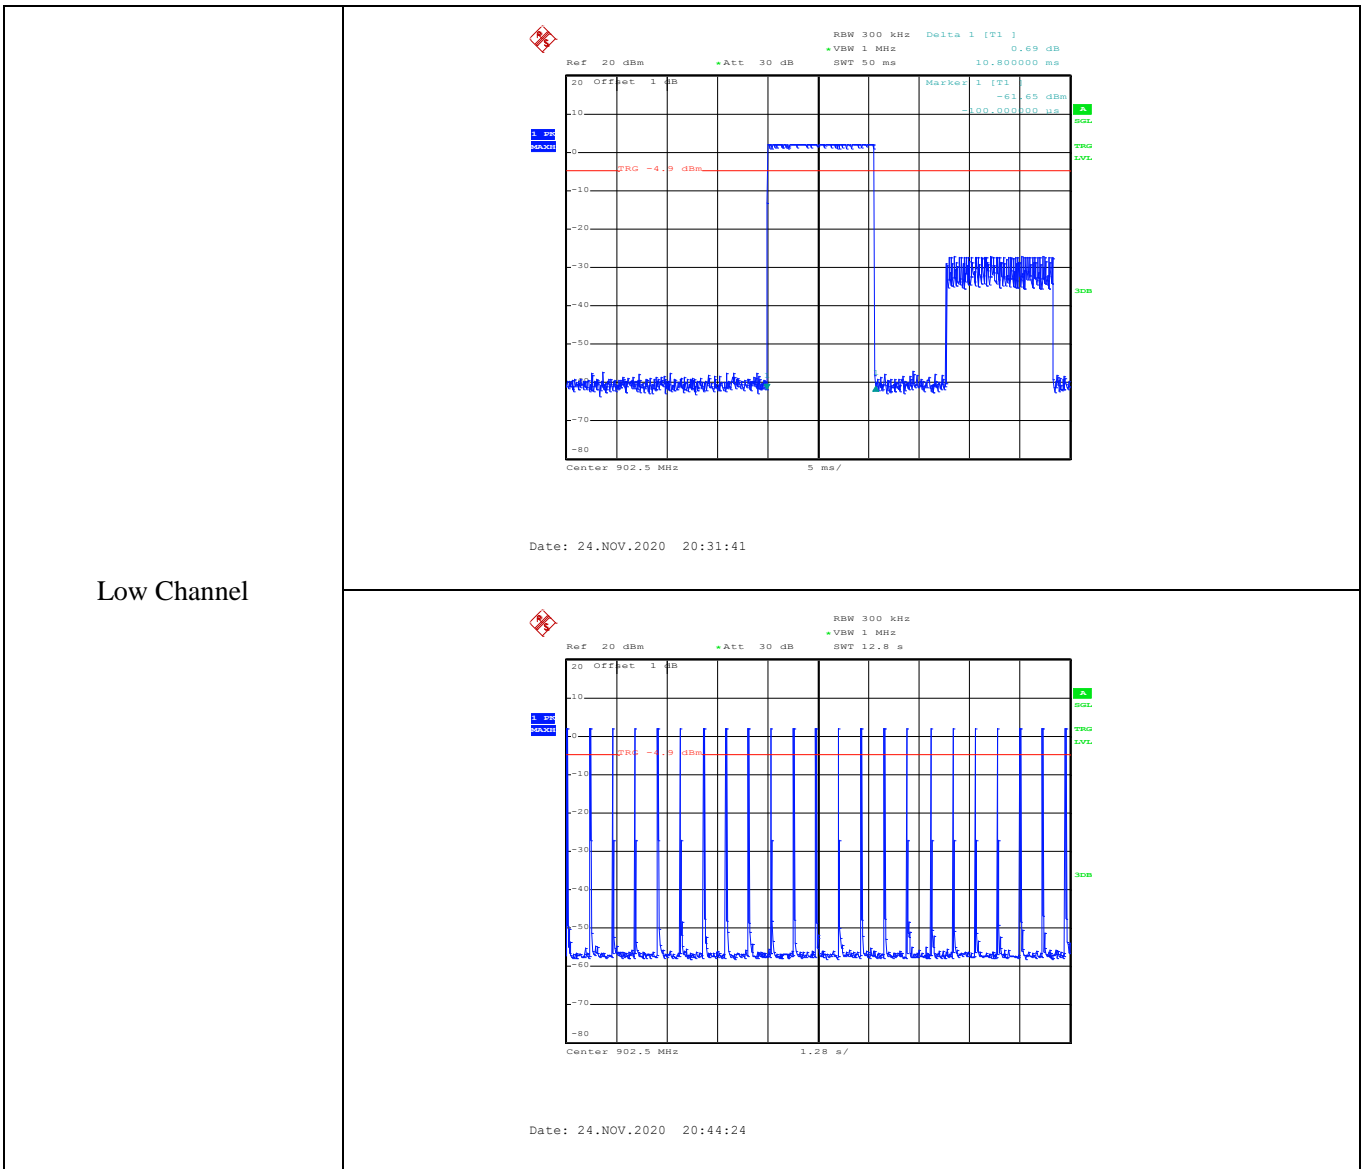 Low Channel
RBW 300 kHz Delta 1 [T1 ]
*VBW 1 MHz 0.69 dB
Ref 20 dBm *Att 30 dB SWT 50 ms 10.800000 ms
20 Offset 1 dB Marker 1 [T1 ]
-61.65 dBm
-100.000000 µs
A
SGL
10
1 PK
MAXH
TRG
LVL
0
TRG -4.9 dBm
-10
-20
-30
3DB
-40
-50
-70
-80
Center 902.5 MHz 5 ms/
Date: 24.NOV.2020 20:31:41
RBW 300 kHz
*VBW 1 MHz
Ref 20 dBm *Att 30 dB SWT 12.8 s
20 Offset 1 dB
A
SGL
10
1 PK
MAXH
TRG
LVL
0
TRG -4.9 dBm
-10
-20
-30
3DB
-40
-50
-60
-70
-80
Center 902.5 MHz 1.28 s/
Date: 24.NOV.2020 20:44:24